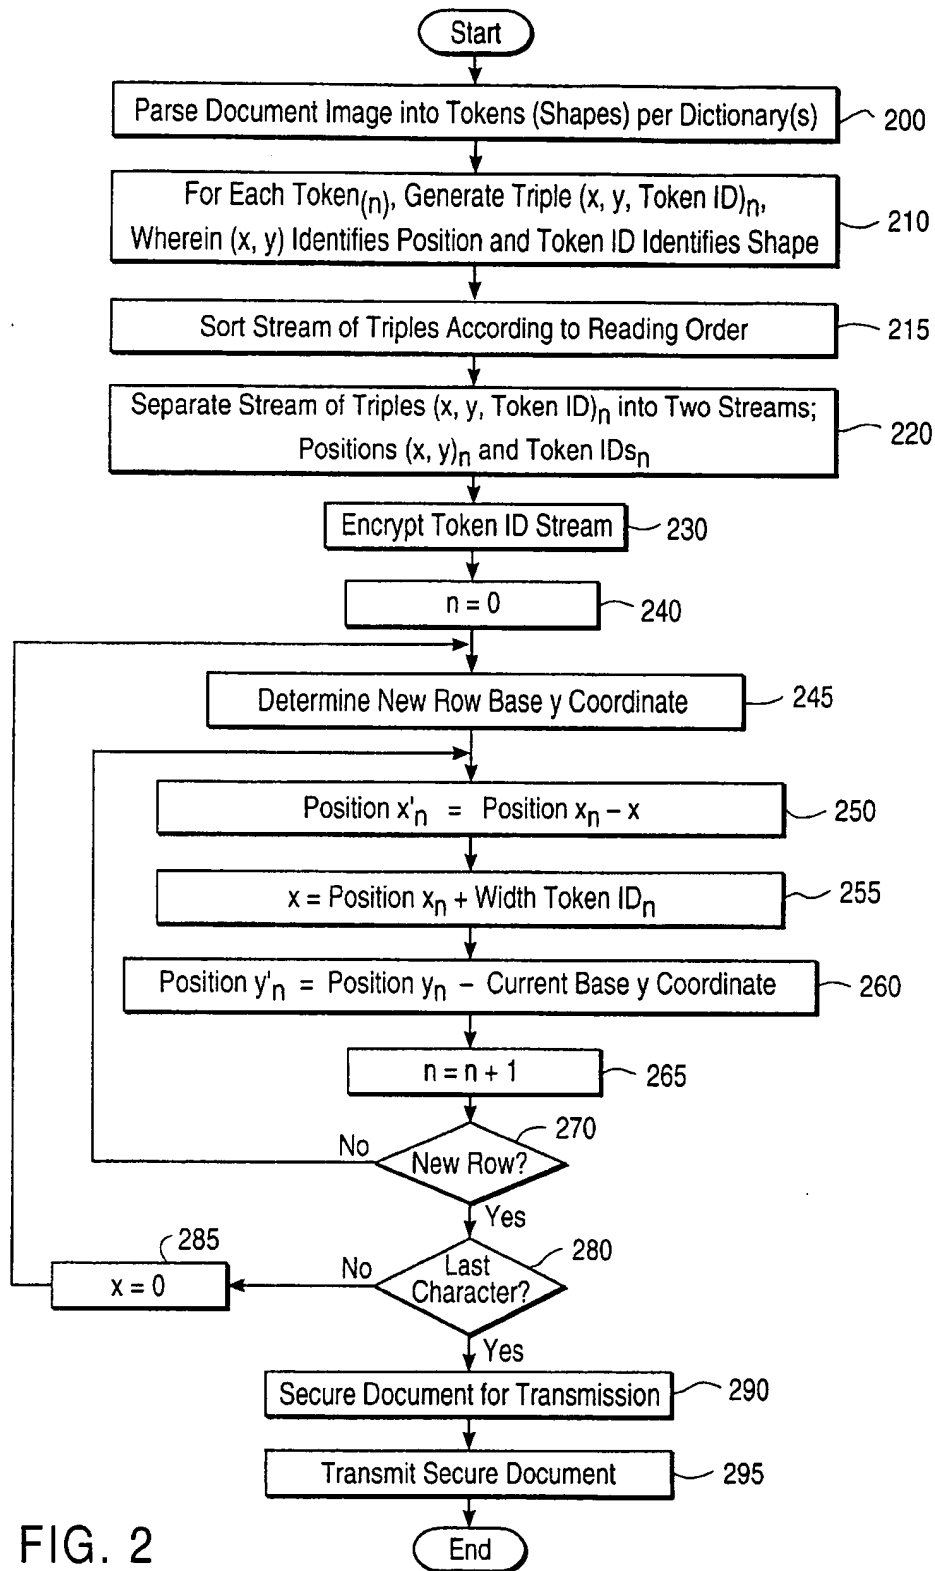 Start
Parse Document Image into Tokens (Shapes) per Dictionary(s)
200
For Each Token(n), Generate Triple (x, y, Token ID)n,
Wherein (x, y) Identifies Position and Token ID Identifies Shape
210
Sort Stream of Triples According to Reading Order
215
Separate Stream of Triples (x, y, Token ID)n into Two Streams;
Positions (x, y)n and Token IDsn
220
Encrypt Token ID Stream
230
n = 0
240
Determine New Row Base y Coordinate
245
Position x'n = Position xn – x
250
x = Position xn + Width Token IDn
255
Position y'n = Position yn – Current Base y Coordinate
260
n = n + 1
265
270
No
New Row?
Yes
285
280
x = 0
No
Last
Character?
Yes
Secure Document for Transmission
290
Transmit Secure Document
295
End
FIG. 2